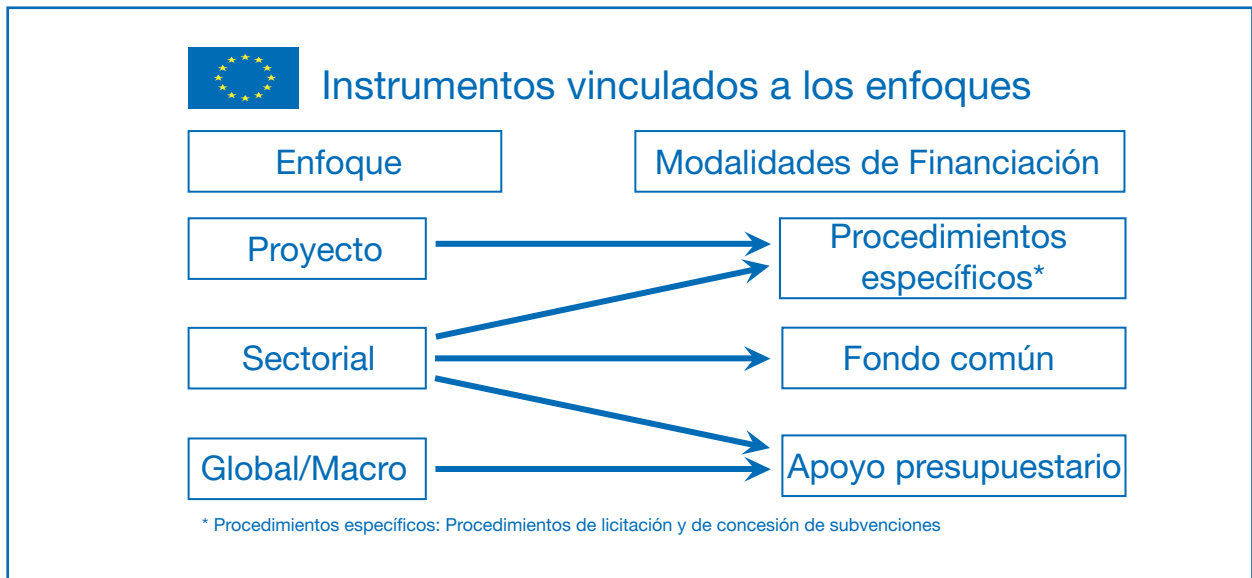 Instrumentos vinculados a los enfoques
Enfoque
Modalidades de Financiación
Proyecto
Procedimientos
específicos*
Sectorial
Fondo común
Global/Macro
Apoyo presupuestario
* Procedimientos específicos: Procedimientos de licitación y de concesión de subvenciones